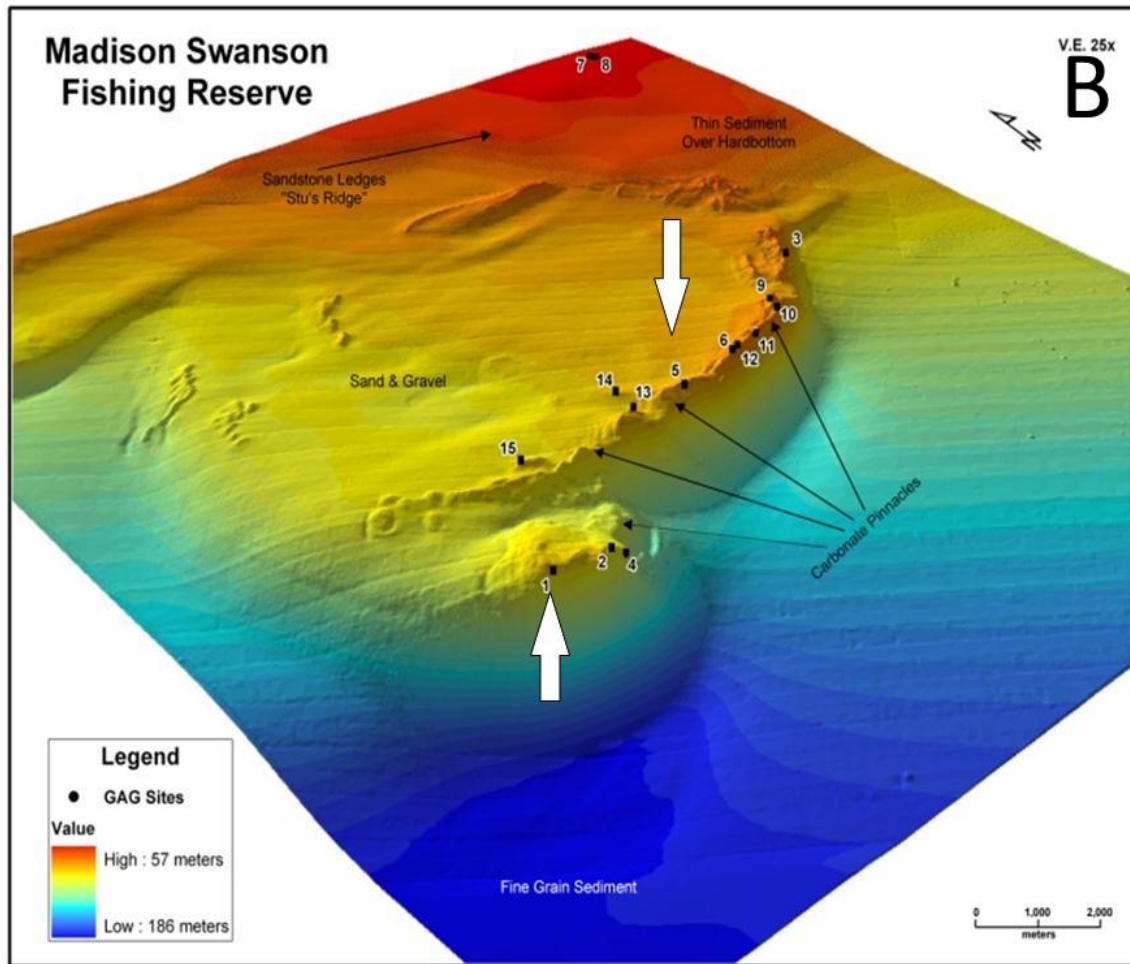 Madison Swanson
Fishing Reserve
V.E. 25x
B
N
7
8
Thin Sediment
Over Hardbottom
Sandstone Ledges
"Stu's Ridge"
3
9
10
11
6
12
5
14
13
Sand & Gravel
15
Carbonate Pinnacles
2
4
1
Legend
GAG Sites
Value
High : 57 meters
Low : 186 meters
Fine Grain Sediment
0 1,000 2,000
meters